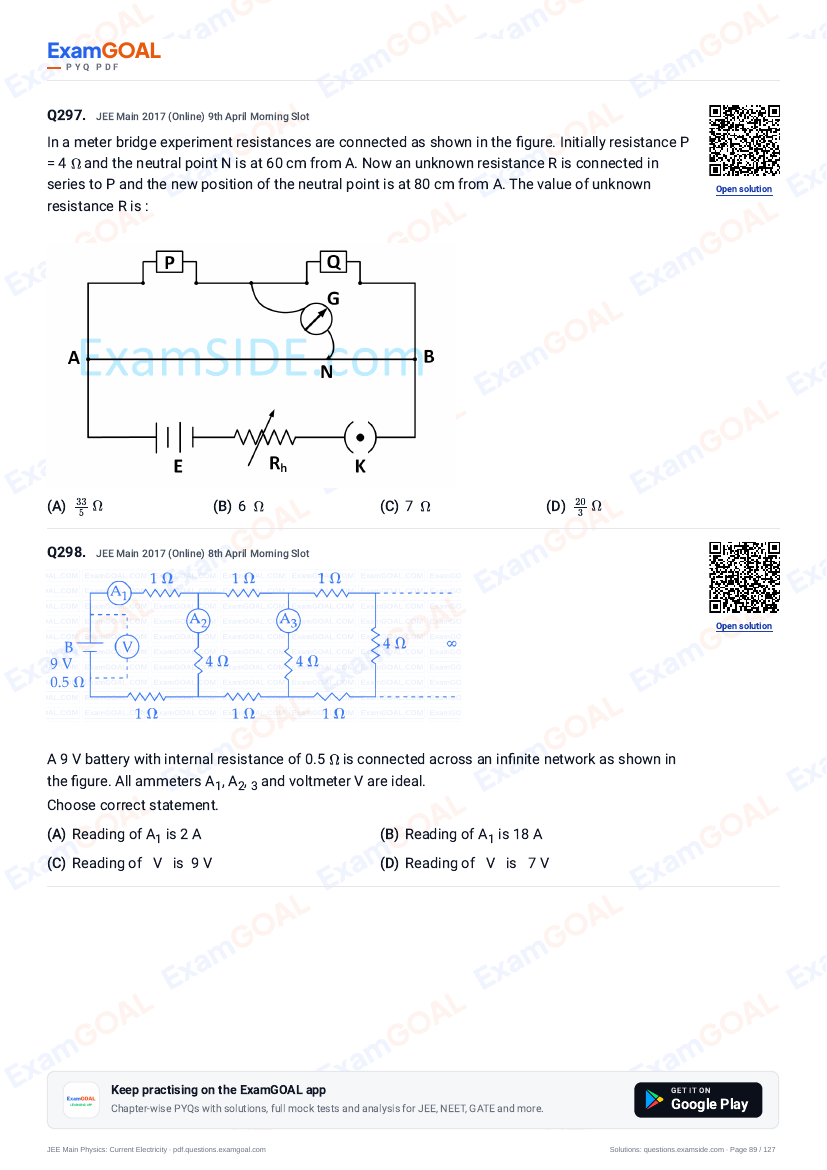 ExamGOAL
PYQ PDF
Q297. JEE Main 2017 (Online) 9th April Morning Slot
In a meter bridge experiment resistances are connected as shown in the figure. Initially resistance P
= 4 Ω and the neutral point N is at 60 cm from A. Now an unknown resistance R is connected in
series to P and the new position of the neutral point is at 80 cm from A. The value of unknown
resistance R is :
Open solution
P Q
G
A B
N
E Rh K
ExamSIDE.com
(A) 33/5 Ω (B) 6 Ω (C) 7 Ω (D) 20/3 Ω
Q298. JEE Main 2017 (Online) 8th April Morning Slot
Open solution
1 Ω 1 Ω 1 Ω
A1
A2 A3
B V 4 Ω ∞
9 V 4 Ω 4 Ω
0.5 Ω
1 Ω 1 Ω 1 Ω
A 9 V battery with internal resistance of 0.5 Ω is connected across an infinite network as shown in
the figure. All ammeters A1, A2, 3 and voltmeter V are ideal.
Choose correct statement.
(A) Reading of A1 is 2 A (B) Reading of A1 is 18 A
(C) Reading of V is 9 V (D) Reading of V is 7 V
Keep practising on the ExamGOAL app
Chapter-wise PYQs with solutions, full mock tests and analysis for JEE, NEET, GATE and more.
GET IT ON
Google Play
JEE Main Physics: Current Electricity · pdf.questions.examgoal.com Solutions: questions.examside.com · Page 89 / 127